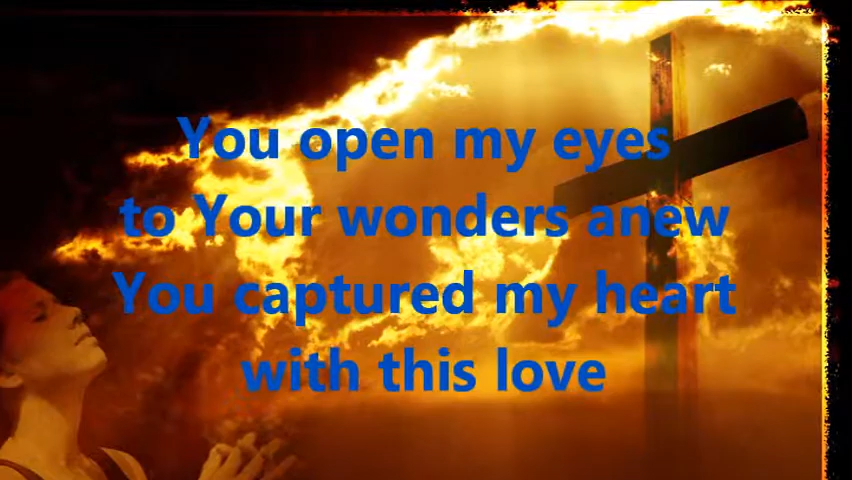 You open my eyes
to Your wonders anew
You captured my heart
with this love